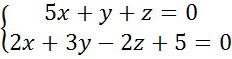 5x + y + z = 0
2x + 3y − 2z + 5 = 0